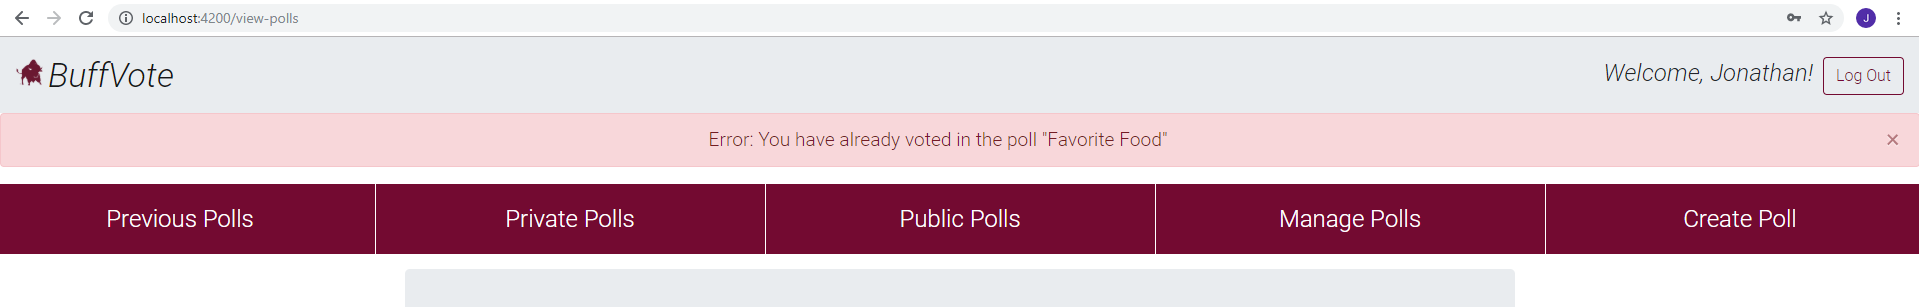 localhost:4200/view-polls
J
BuffVote
Welcome, Jonathan!
Log Out
Error: You have already voted in the poll "Favorite Food"
×
Previous Polls
Private Polls
Public Polls
Manage Polls
Create Poll